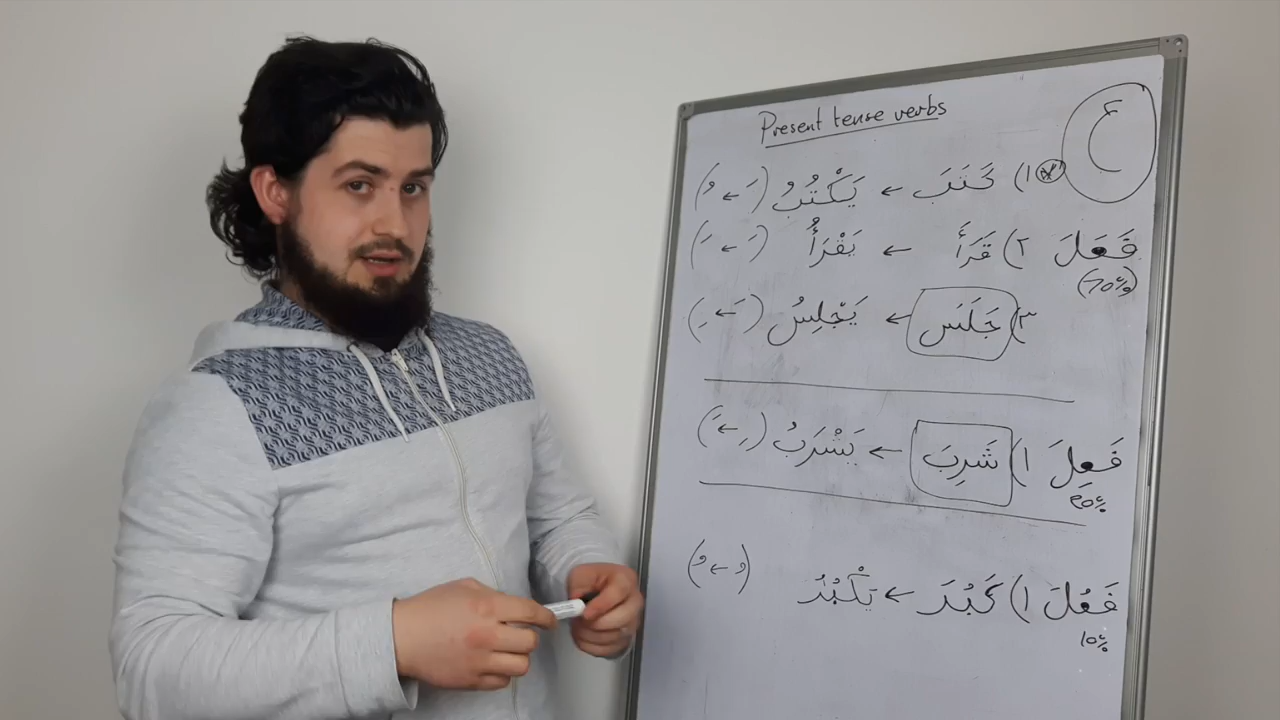 Present tense verbs
ع
١) كَتَبَ ← يَكْتُبُ (ـَ ← ـُ)
فَعَلَ ٢) قَرَأَ ← يَقْرَأُ (ـَ ← ـَ)
(70%)
٣) جَلَسَ ← يَجْلِسُ (ـَ ← ـِ)
فَعِلَ ١) شَرِبَ ← يَشْرَبُ (ـِ ← ـَ)
20%
فَعُلَ ١) كَبُرَ ← يَكْبُرُ (ـُ ← ـُ)
10%